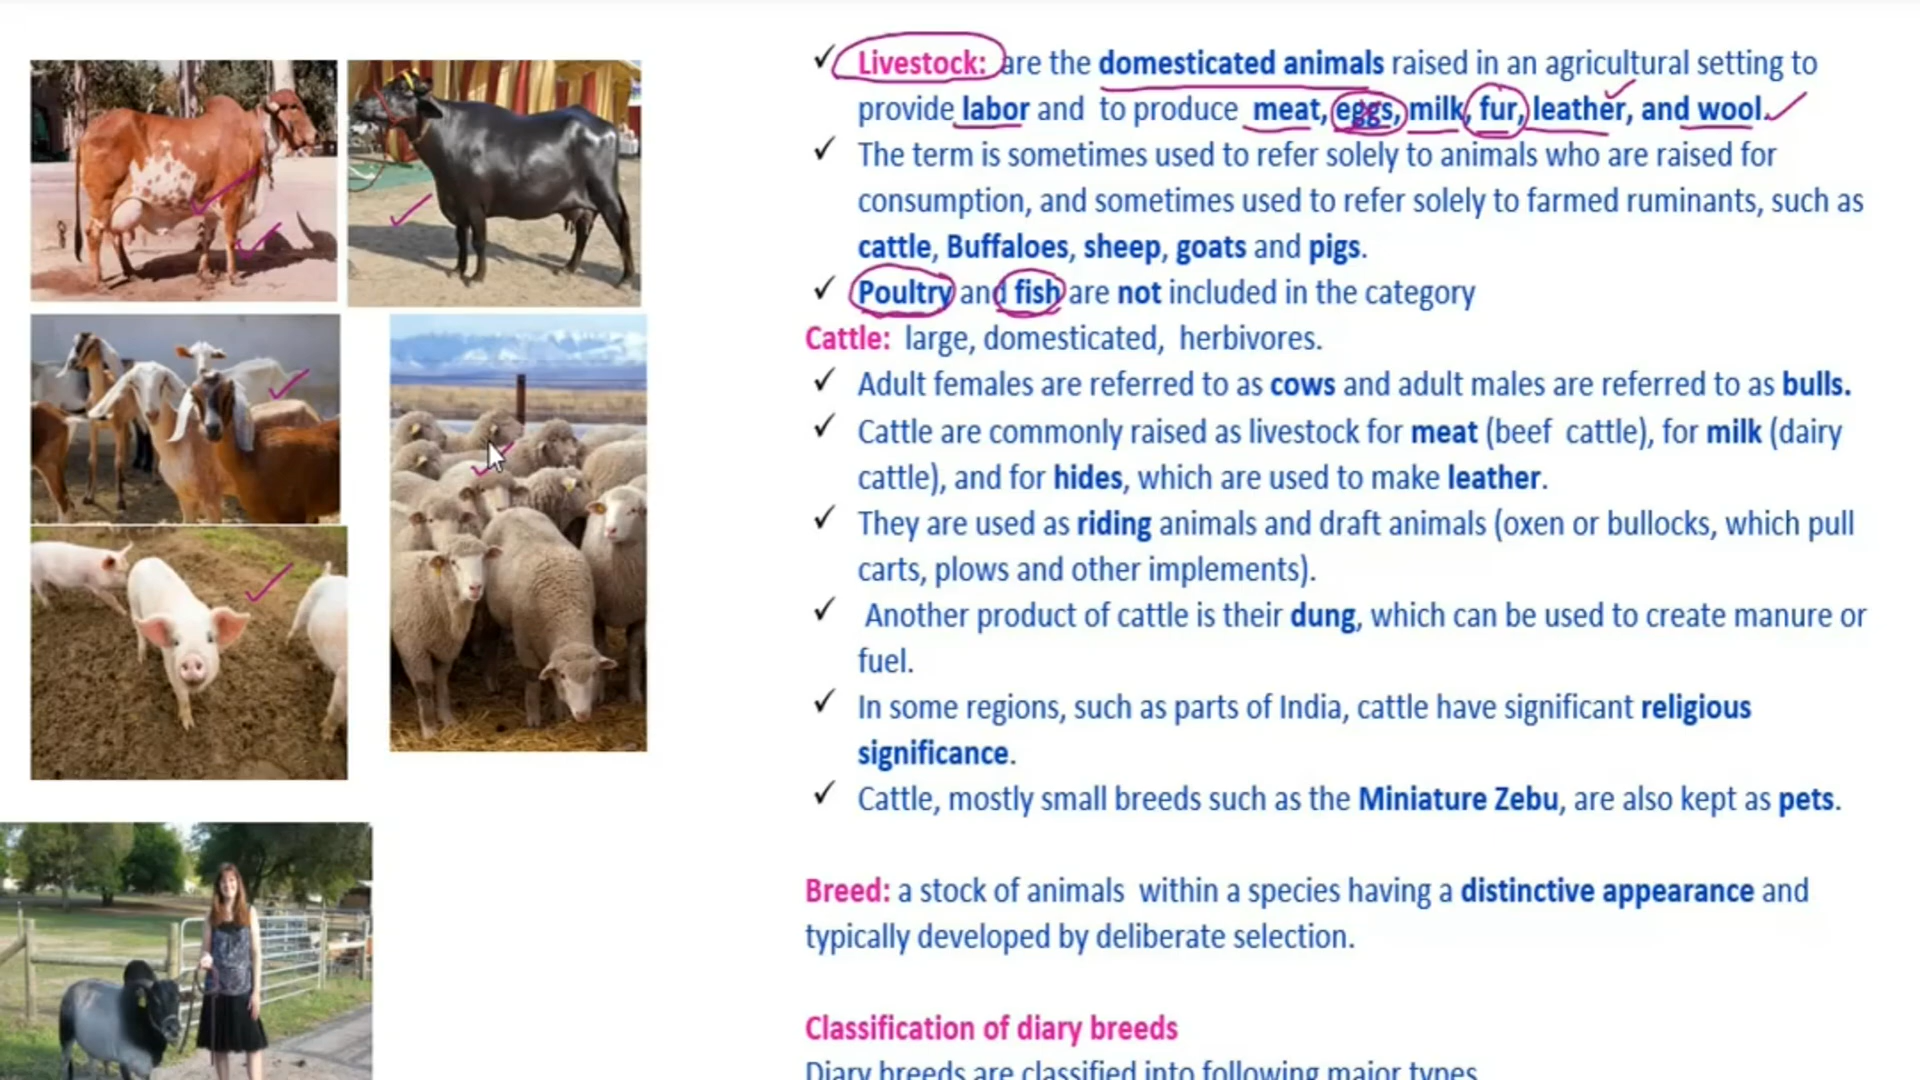 Livestock: are the domesticated animals raised in an agricultural setting to
provide labor and to produce meat, eggs, milk, fur, leather, and wool.
The term is sometimes used to refer solely to animals who are raised for
consumption, and sometimes used to refer solely to farmed ruminants, such as
cattle, Buffaloes, sheep, goats and pigs.
Poultry and fish are not included in the category
Cattle: large, domesticated, herbivores.
Adult females are referred to as cows and adult males are referred to as bulls.
Cattle are commonly raised as livestock for meat (beef cattle), for milk (dairy
cattle), and for hides, which are used to make leather.
They are used as riding animals and draft animals (oxen or bullocks, which pull
carts, plows and other implements).
Another product of cattle is their dung, which can be used to create manure or
fuel.
In some regions, such as parts of India, cattle have significant religious
significance.
Cattle, mostly small breeds such as the Miniature Zebu, are also kept as pets.
Breed: a stock of animals within a species having a distinctive appearance and
typically developed by deliberate selection.
Classification of diary breeds
Diary breeds are classified into following major types